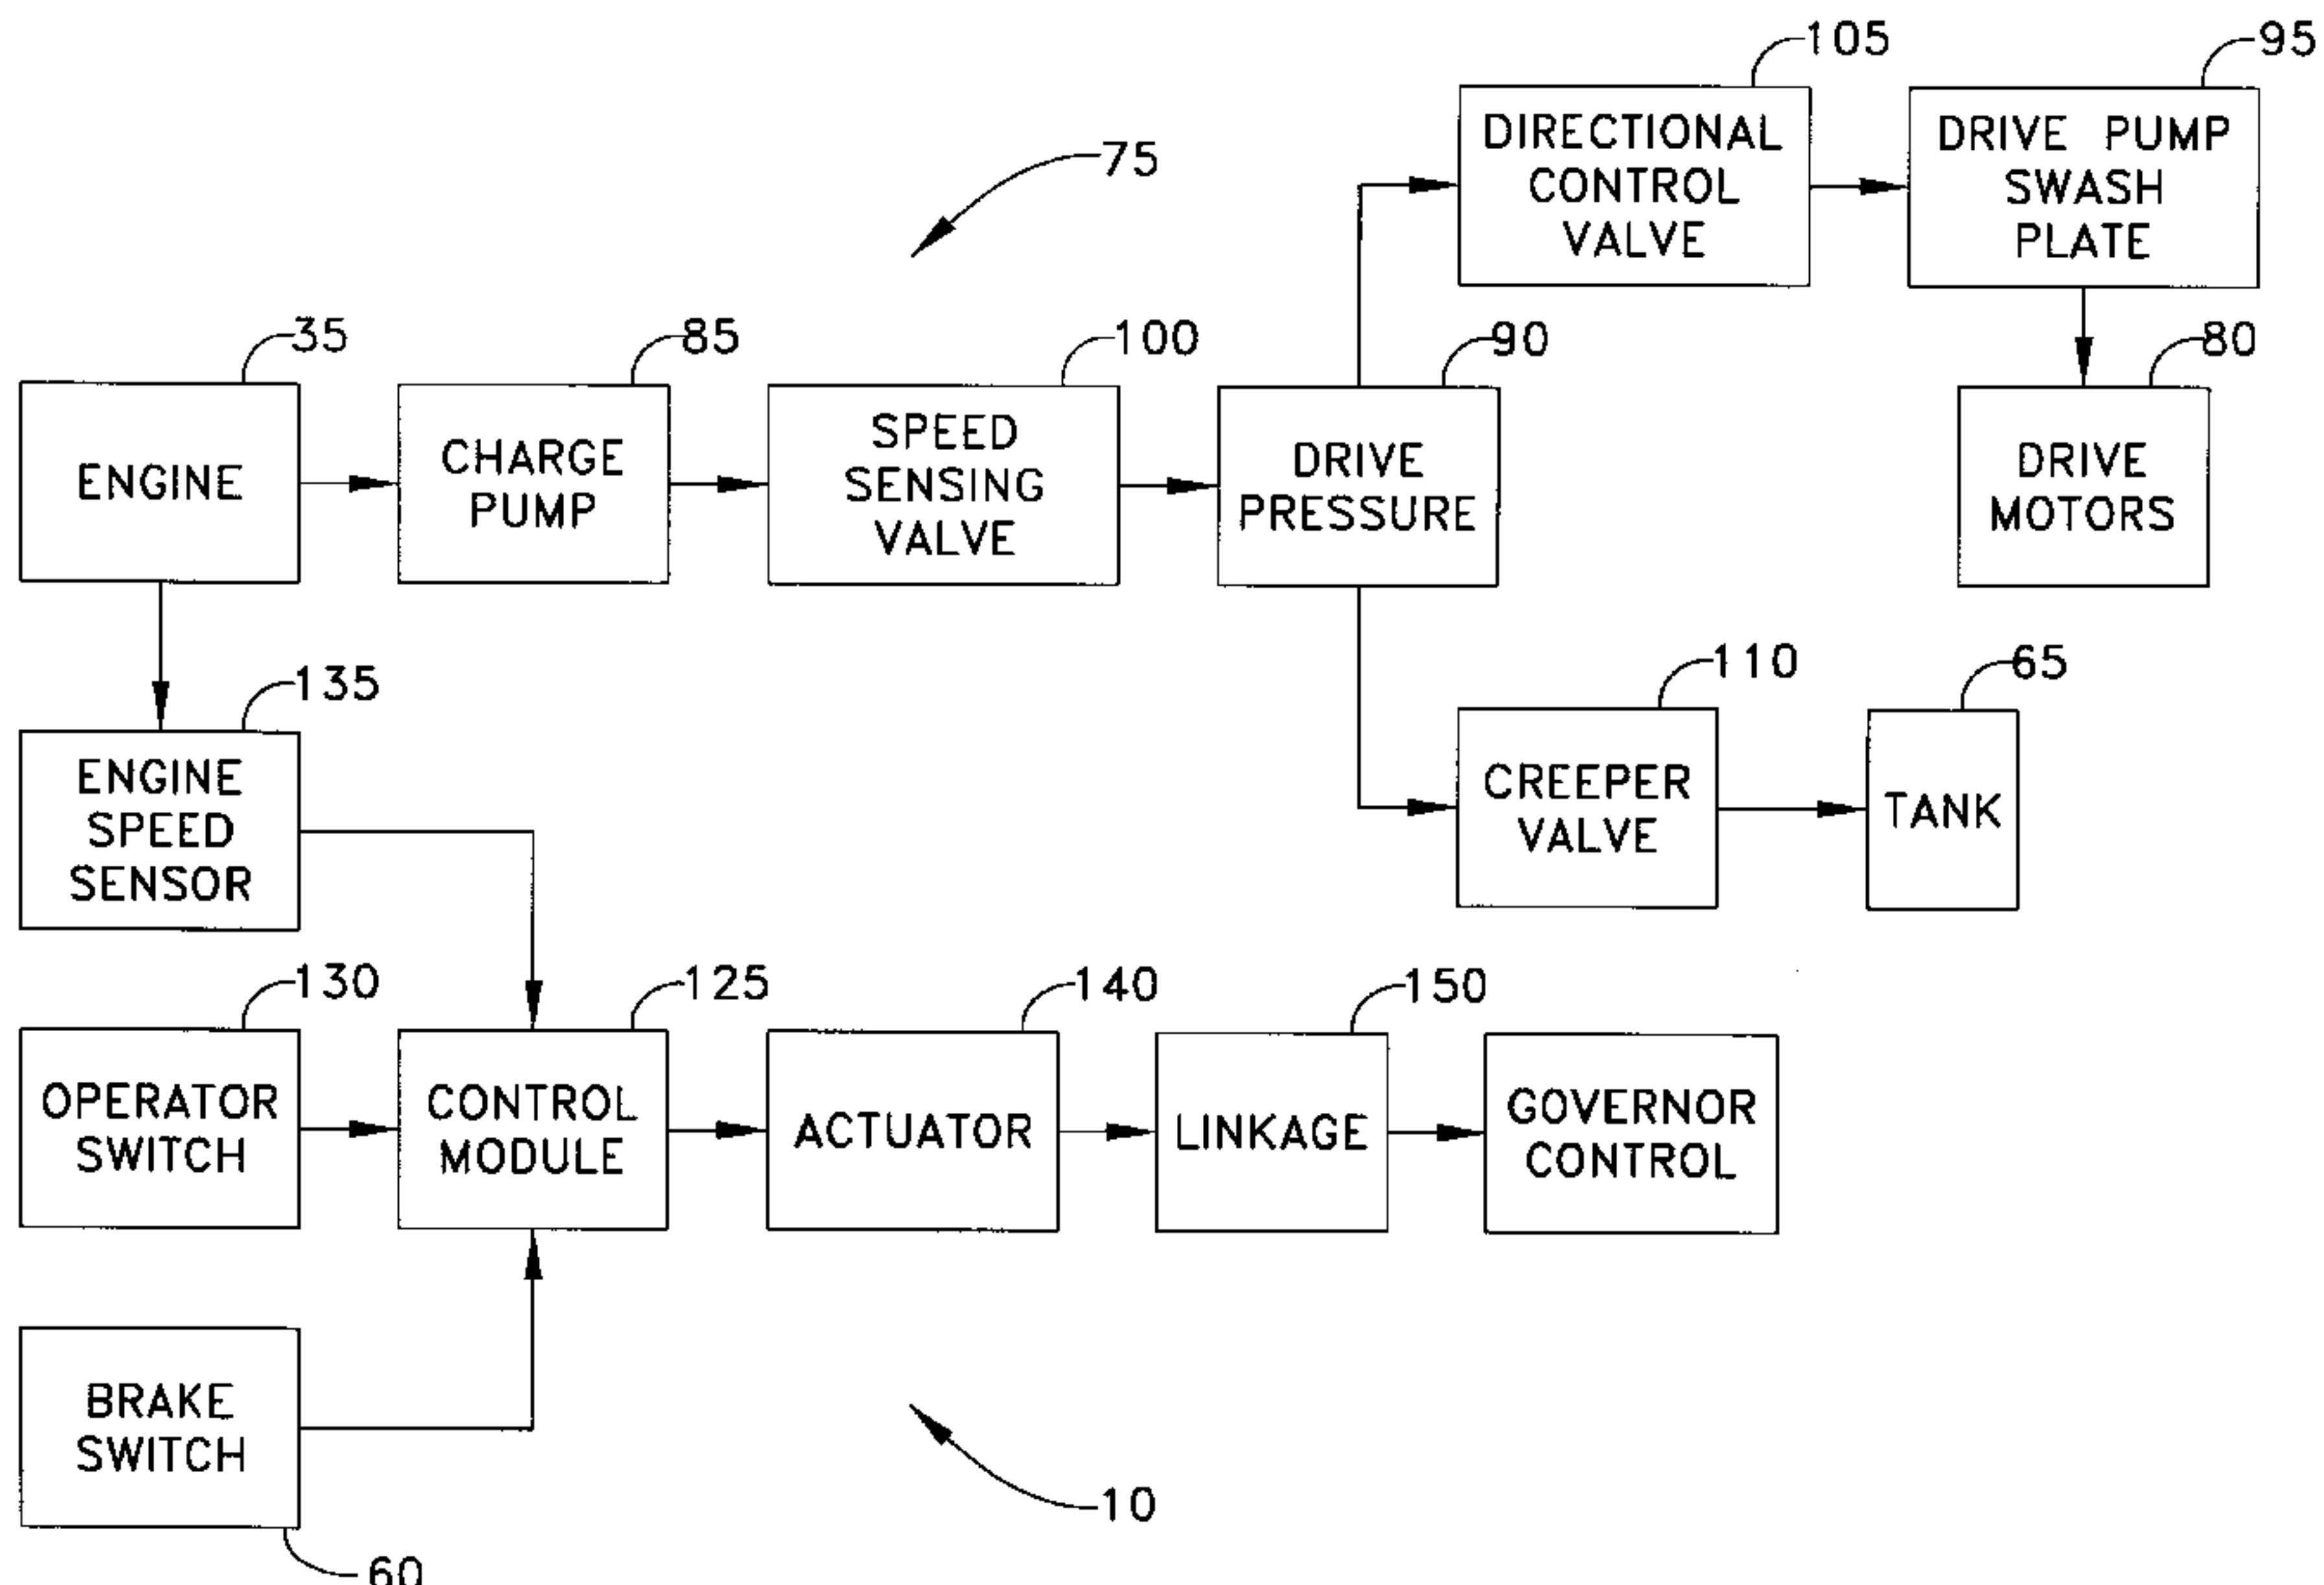 105
95
DIRECTIONAL
CONTROL
VALVE
DRIVE PUMP
SWASH
PLATE
75
35
85
100
90
80
ENGINE
CHARGE
PUMP
SPEED
SENSING
VALVE
DRIVE
PRESSURE
DRIVE
MOTORS
135
110
65
ENGINE
SPEED
SENSOR
CREEPER
VALVE
TANK
130
125
140
150
OPERATOR
SWITCH
CONTROL
MODULE
ACTUATOR
LINKAGE
GOVERNOR
CONTROL
BRAKE
SWITCH
10
60